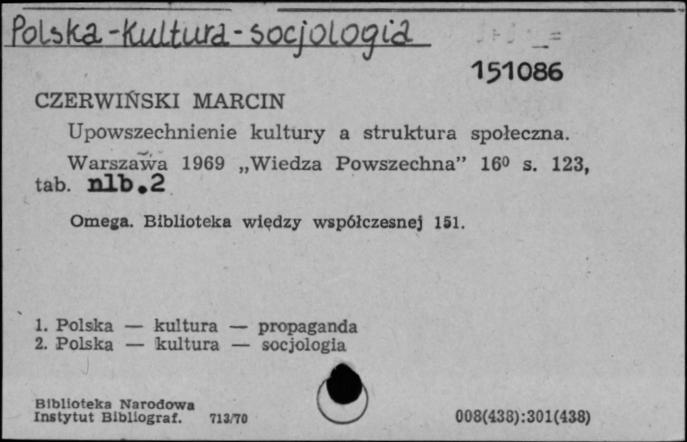 Polska-Kultura-socjologia
151086
CZERWIŃSKI MARCIN
Upowszechnienie kultury a struktura społeczna.
Warszawa 1969 „Wiedza Powszechna” 16⁰ s. 123,
tab. nlb.2
Omega. Biblioteka więdzy współczesnej 151.
1. Polska — kultura — propaganda
2. Polska — kultura — socjologia
Biblioteka Narodowa
Instytut Bibliograf. 713/70
008(438):301(438)